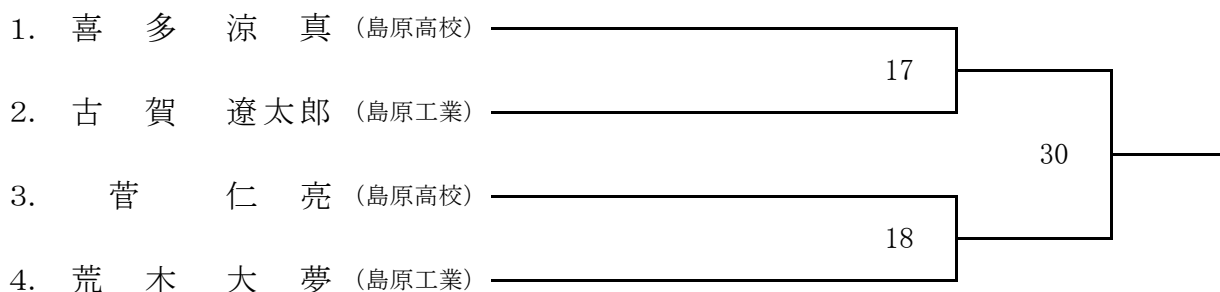 1. 喜多涼真 (島原高校)
17
2. 古賀遼太郎 (島原工業)
30
3. 菅仁亮 (島原高校)
18
4. 荒木大夢 (島原工業)